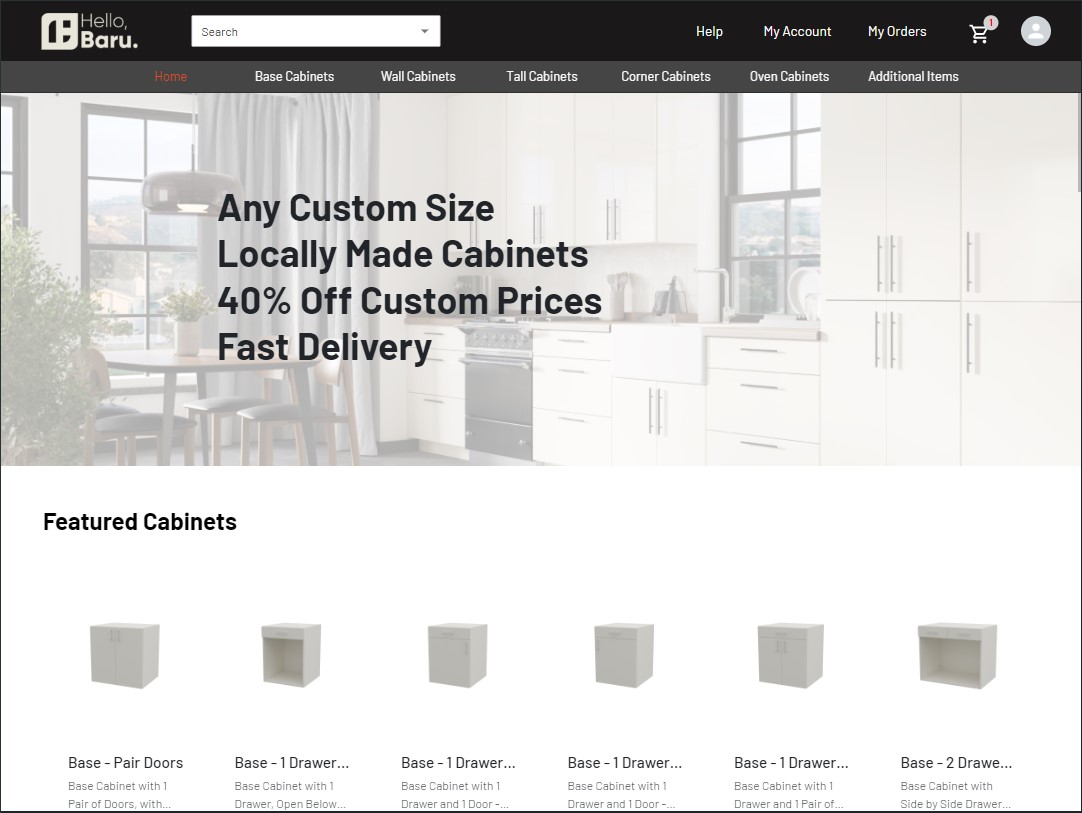 Hello,
Baru.
Search
Help
My Account
My Orders
1
Home
Base Cabinets
Wall Cabinets
Tall Cabinets
Corner Cabinets
Oven Cabinets
Additional Items
Any Custom Size
Locally Made Cabinets
40% Off Custom Prices
Fast Delivery
Featured Cabinets
Base - Pair Doors
Base Cabinet with 1
Pair of Doors, with...
Base - 1 Drawer...
Base Cabinet with 1
Drawer, Open Below...
Base - 1 Drawer...
Base Cabinet with 1
Drawer and 1 Door -...
Base - 1 Drawer...
Base Cabinet with 1
Drawer and 1 Door -...
Base - 1 Drawer...
Base Cabinet with 1
Drawer and 1 Pair of...
Base - 2 Drawe...
Base Cabinet with
Side by Side Drawer...